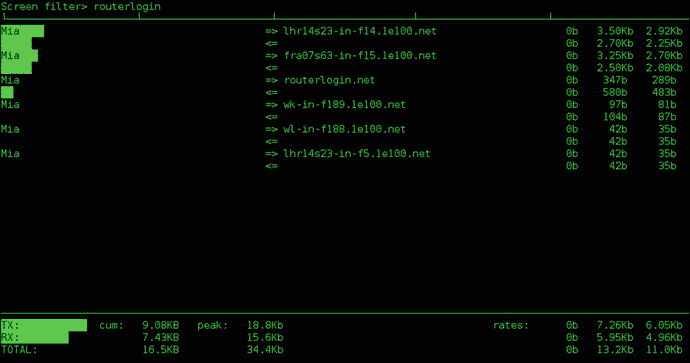 Screen filter> routerlogin
Mia => lhr14s23-in-f14.1e100.net 0b 3.50Kb 2.92Kb
<= 0b 2.70Kb 2.25Kb
Mia => fra07s63-in-f15.1e100.net 0b 3.25Kb 2.70Kb
<= 0b 2.50Kb 2.08Kb
Mia => routerlogin.net 0b 347b 289b
<= 0b 580b 483b
Mia => wk-in-f189.1e100.net 0b 97b 81b
<= 0b 104b 87b
Mia => wl-in-f188.1e100.net 0b 42b 35b
<= 0b 42b 35b
Mia => lhr14s23-in-f5.1e100.net 0b 42b 35b
<= 0b 42b 35b
TX: cum: 9.08KB peak: 18.8Kb rates: 0b 7.26Kb 6.05Kb
RX: 7.43KB 15.6Kb 0b 5.95Kb 4.96Kb
TOTAL: 16.5KB 34.4Kb 0b 13.2Kb 11.0Kb